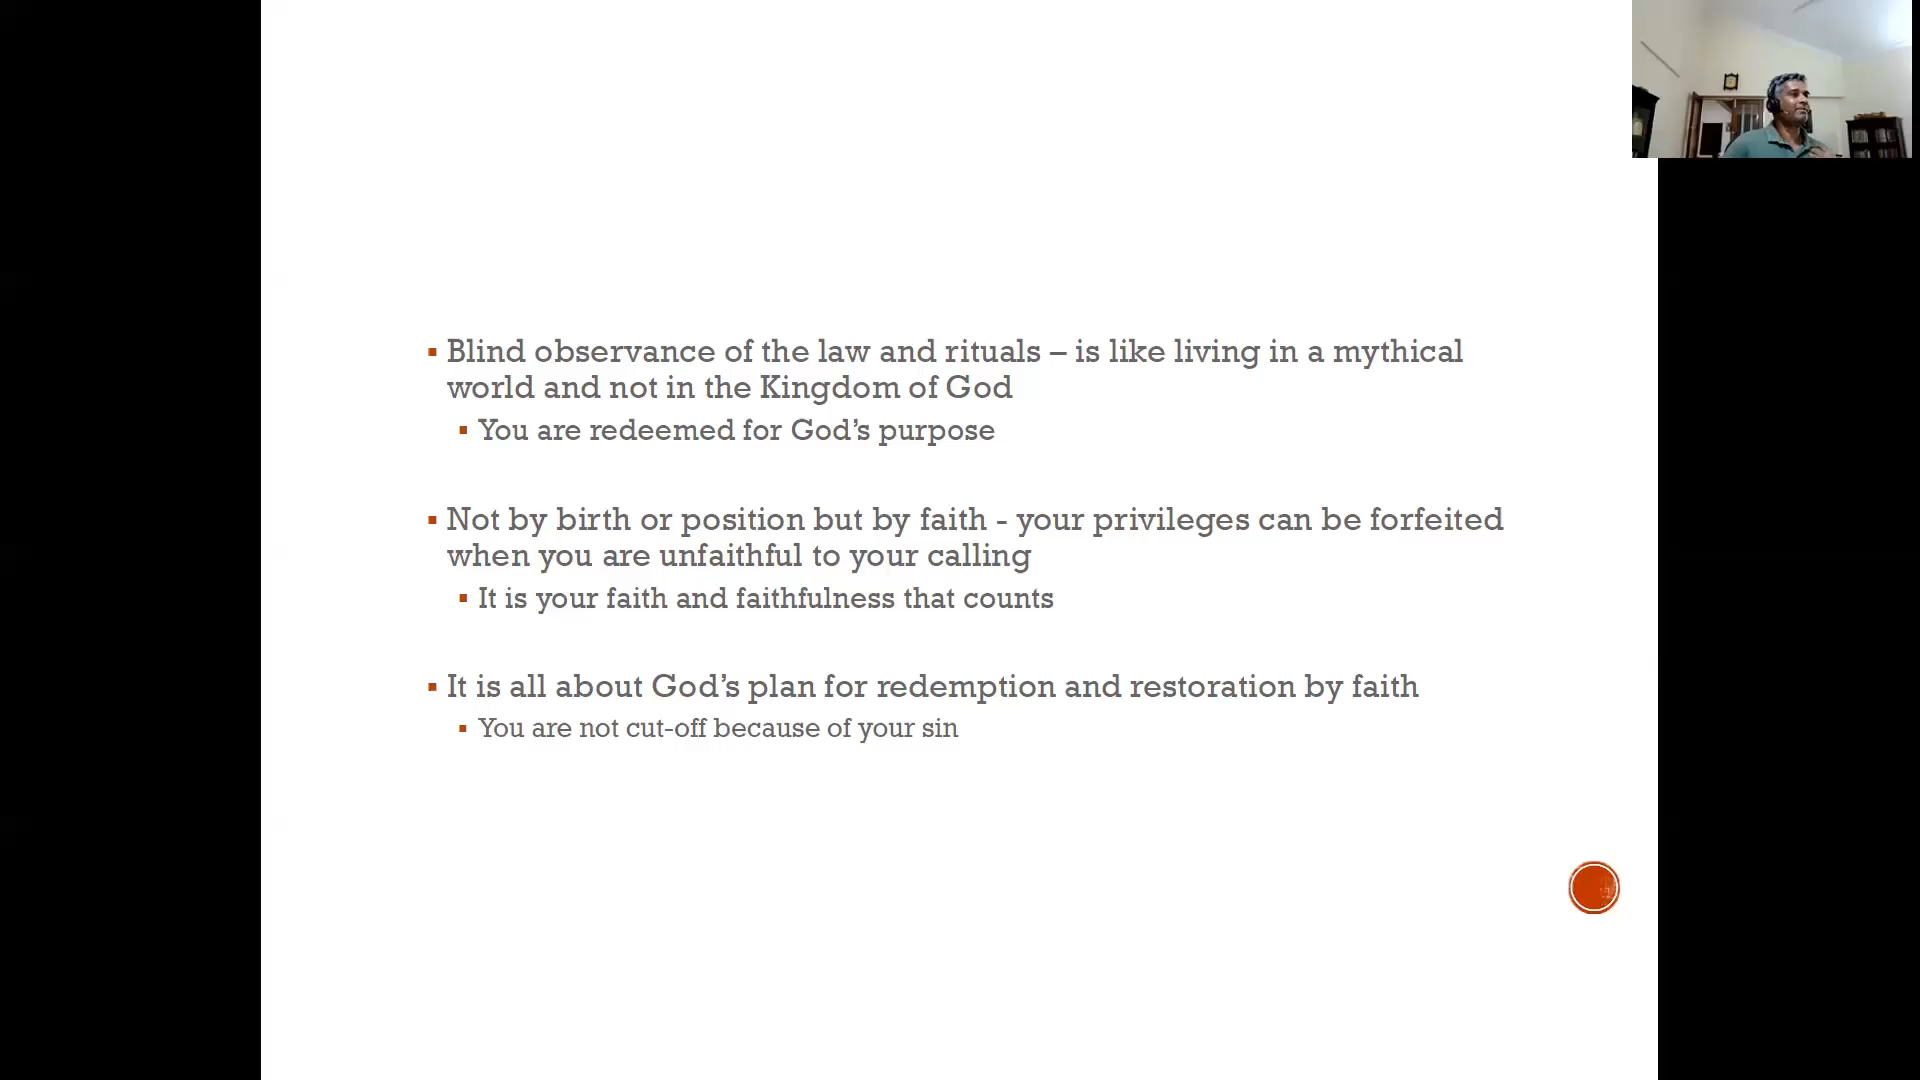 ▪ Blind observance of the law and rituals – is like living in a mythical
world and not in the Kingdom of God
▪ You are redeemed for God’s purpose
▪ Not by birth or position but by faith - your privileges can be forfeited
when you are unfaithful to your calling
▪ It is your faith and faithfulness that counts
▪ It is all about God’s plan for redemption and restoration by faith
▪ You are not cut-off because of your sin